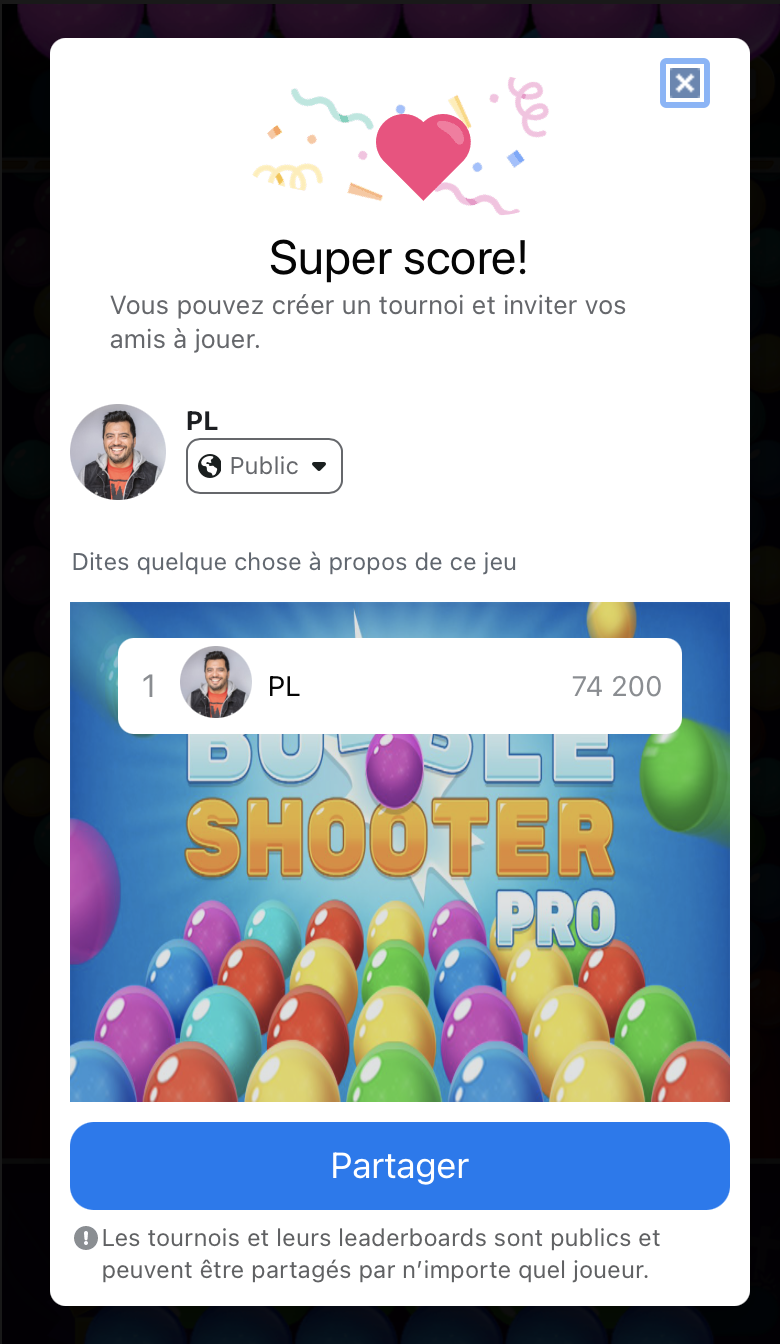 Super score!
Vous pouvez créer un tournoi et inviter vos
amis à jouer.
PL
Public
Dites quelque chose à propos de ce jeu
1 PL 74 200
BUBBLE
SHOOTER
PRO
Partager
Les tournois et leurs leaderboards sont publics et
peuvent être partagés par n’importe quel joueur.